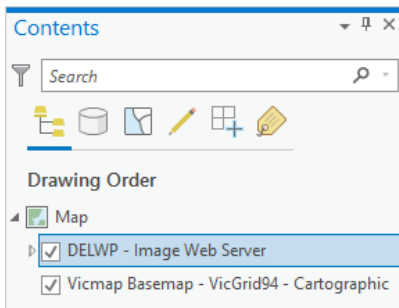 Contents
Search
Drawing Order
Map
DELWP - Image Web Server
Vicmap Basemap - VicGrid94 - Cartographic